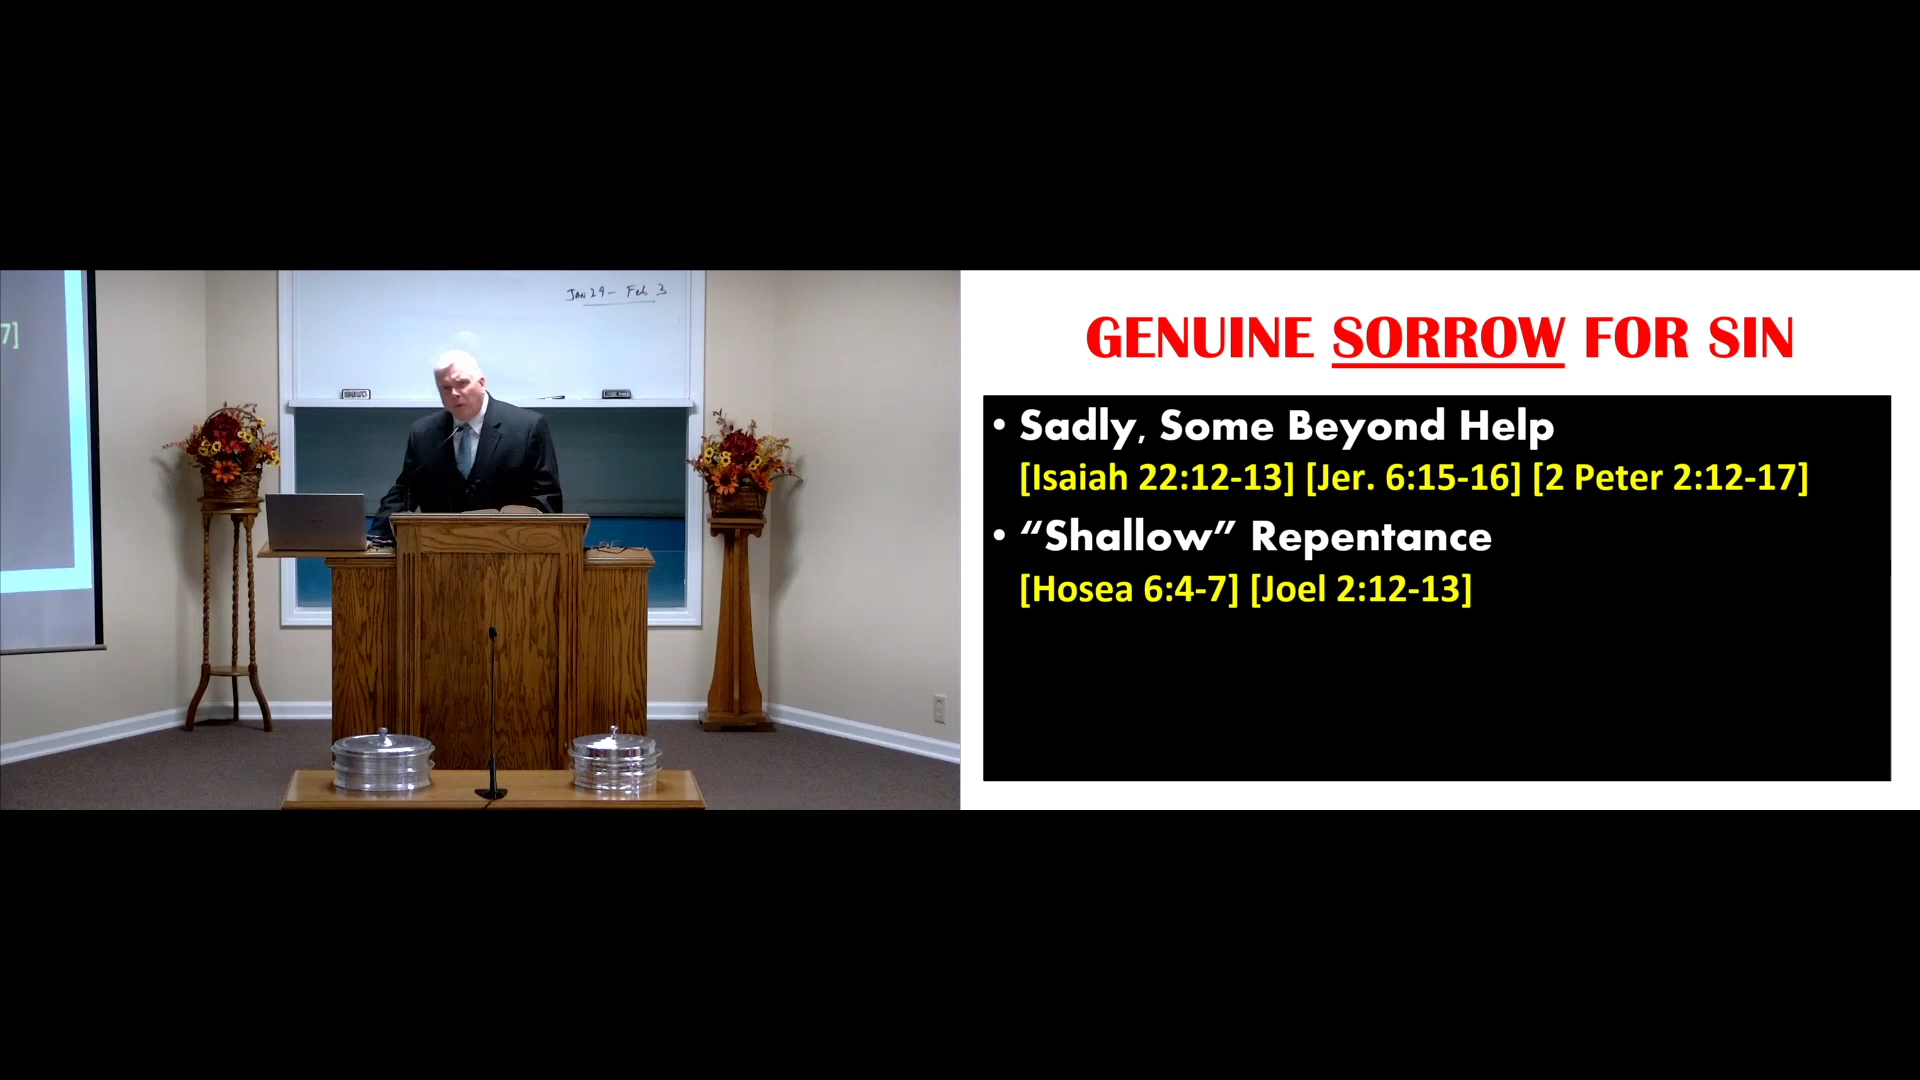 7]
Jan 29 - Feb 3
GENUINE SORROW FOR SIN
• Sadly, Some Beyond Help
[Isaiah 22:12-13] [Jer. 6:15-16] [2 Peter 2:12-17]
• “Shallow” Repentance
[Hosea 6:4-7] [Joel 2:12-13]